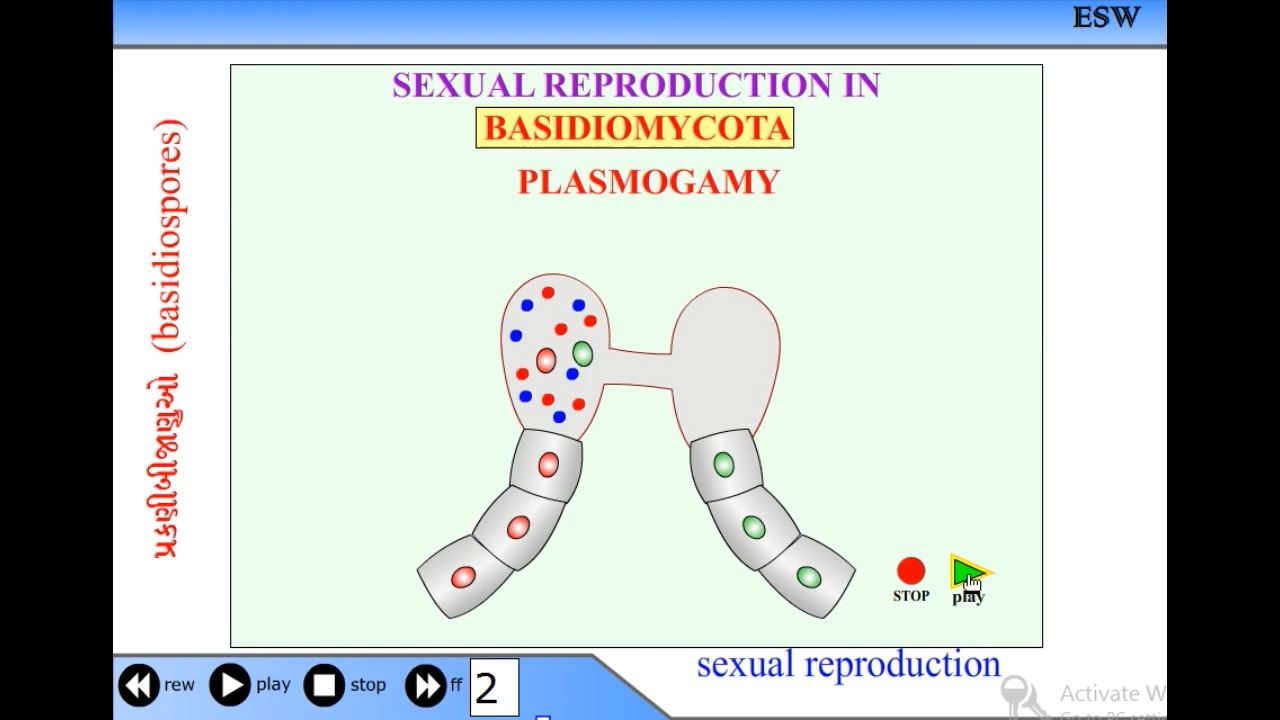 ESW
SEXUAL REPRODUCTION IN
BASIDIOMYCOTA
PLASMOGAMY
(basidiospores)
STOP
play
sexual reproduction
rew
play
stop
ff
2
Activate W